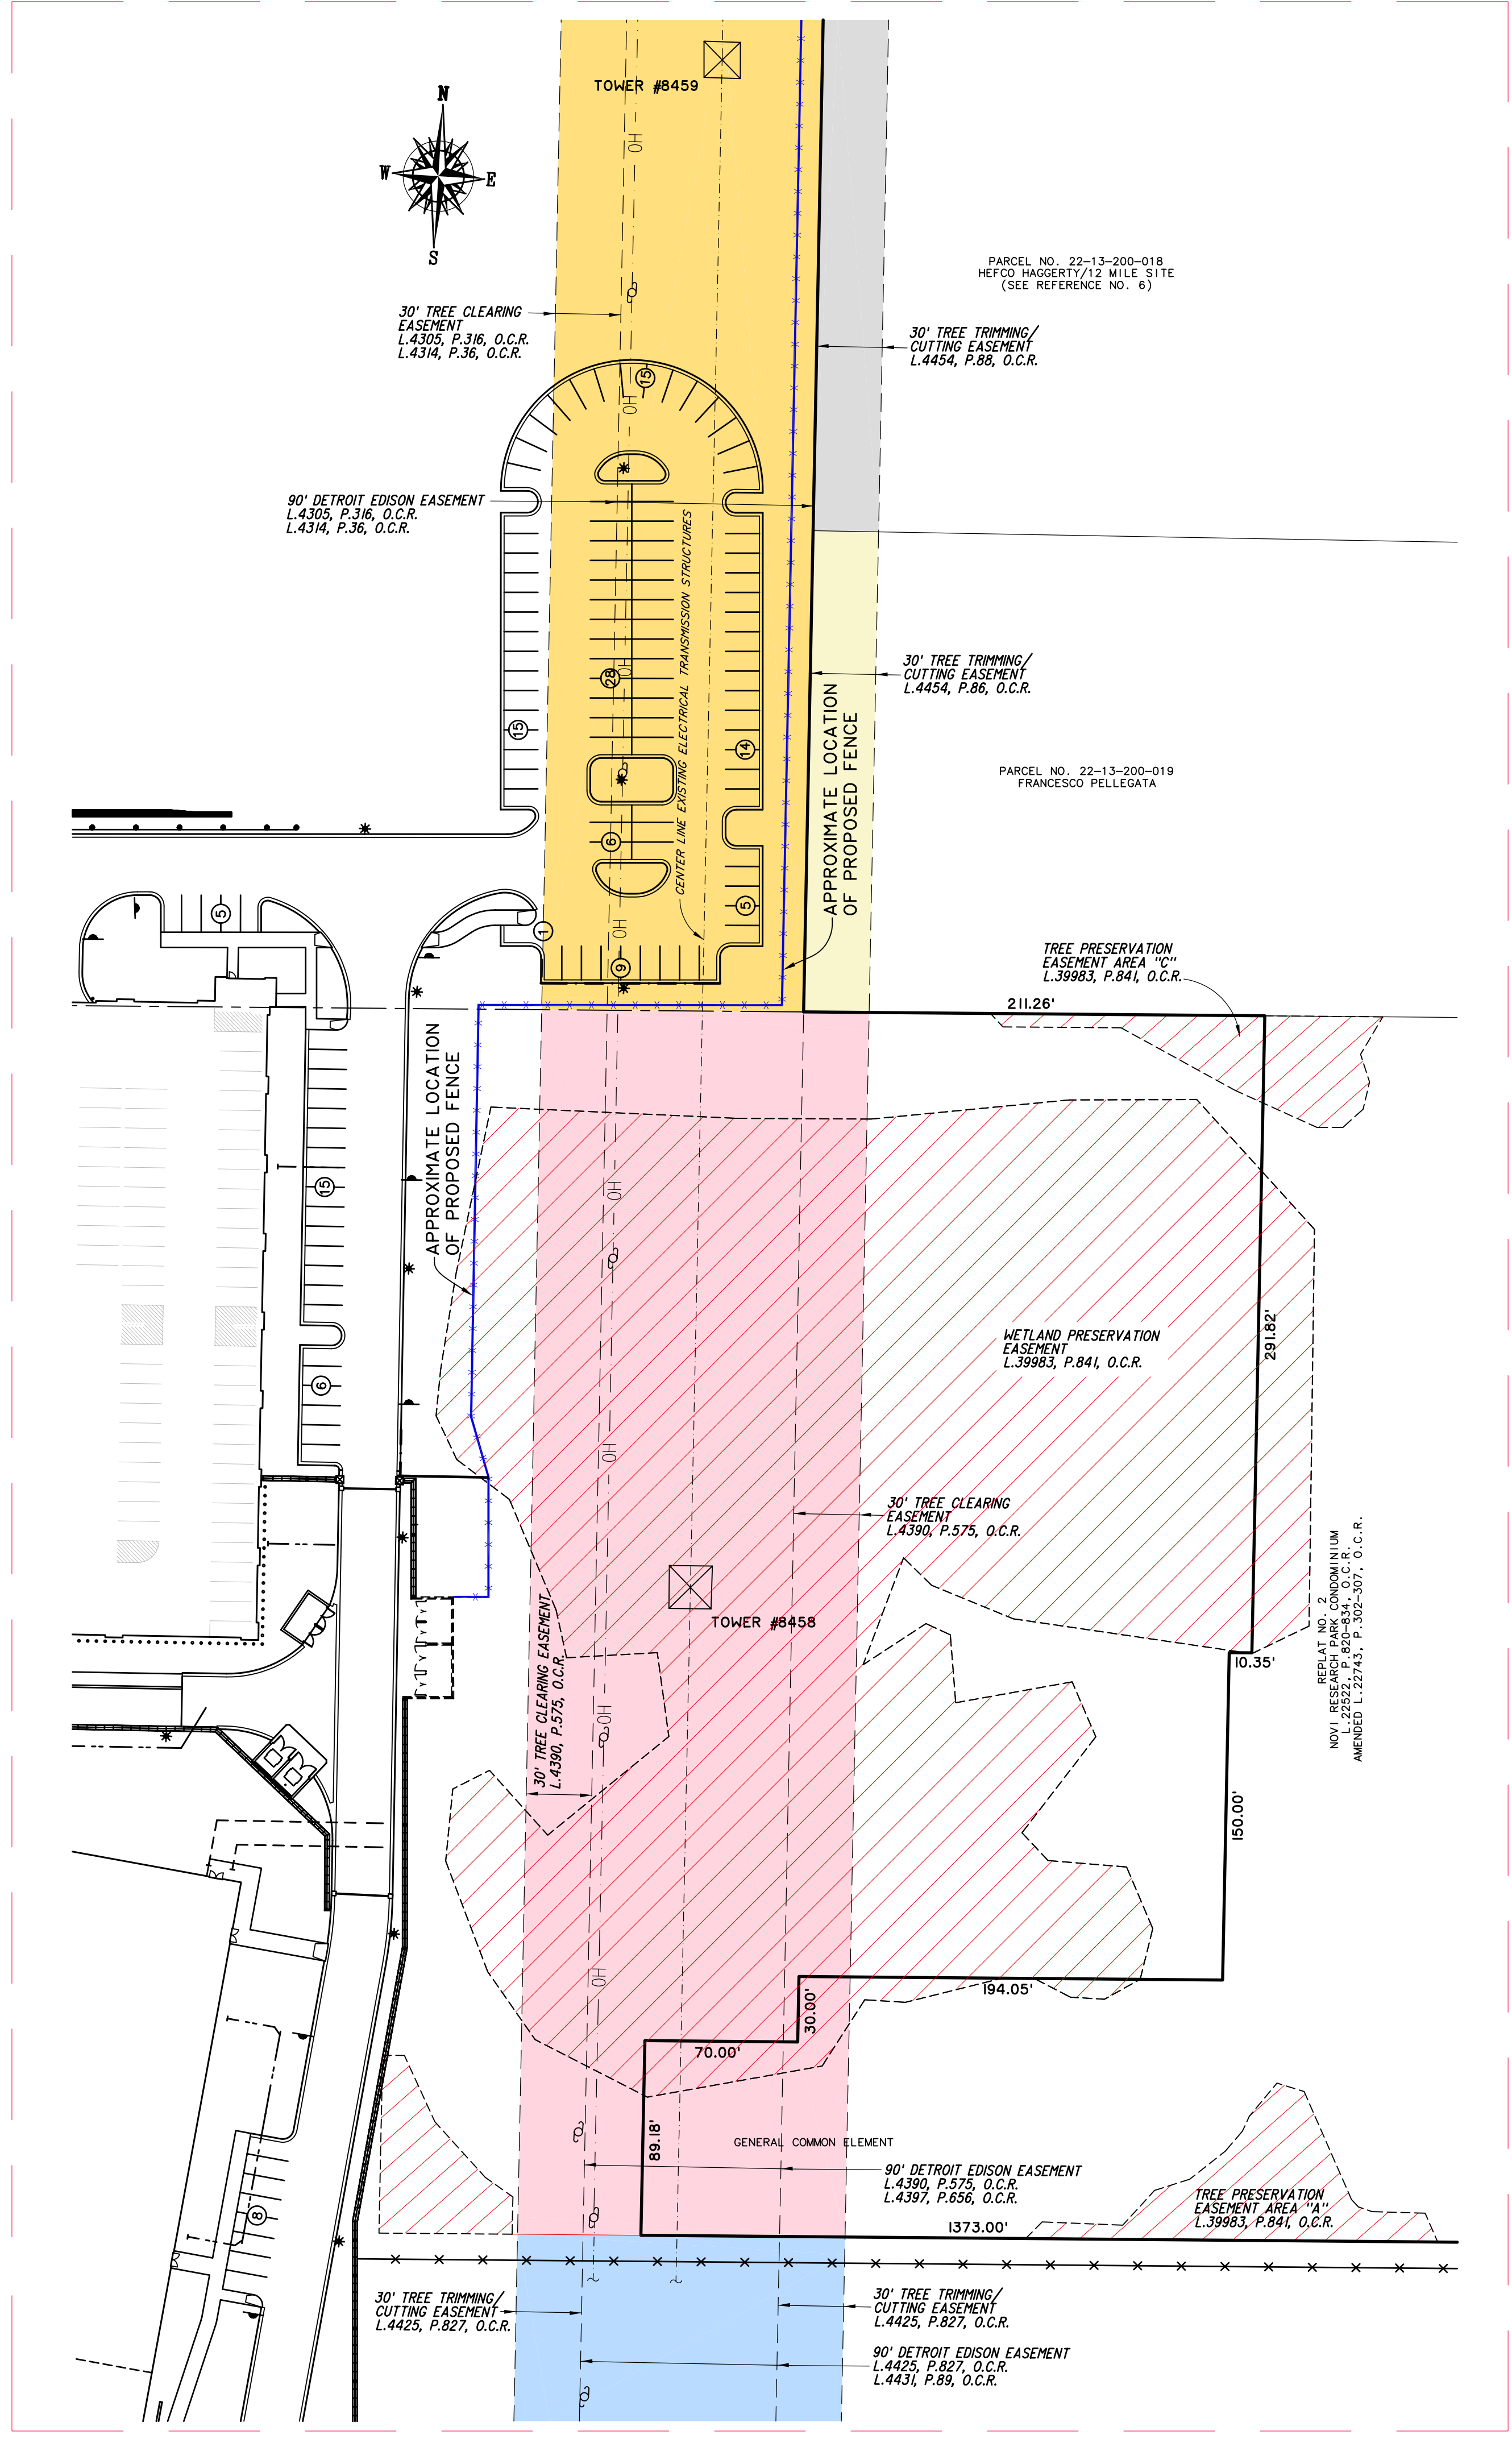 TOWER #8459
N
W
E
S
OH
PARCEL NO. 22-13-200-018
HEFCO HAGGERTY/12 MILE SITE
(SEE REFERENCE NO. 6)
30' TREE CLEARING
EASEMENT
L.4305, P.316, O.C.R.
L.4314, P.36, O.C.R.
30' TREE TRIMMING/
CUTTING EASEMENT
L.4454, P.88, O.C.R.
15
OH
90' DETROIT EDISON EASEMENT
L.4305, P.316, O.C.R.
L.4314, P.36, O.C.R.
CENTER LINE EXISTING ELECTRICAL TRANSMISSION STRUCTURES
30' TREE TRIMMING/
CUTTING EASEMENT
L.4454, P.86, O.C.R.
OH
28
15
14
APPROXIMATE LOCATION
OF PROPOSED FENCE
PARCEL NO. 22-13-200-019
FRANCESCO PELLEGATA
6
5
5
1
OH
9
TREE PRESERVATION
EASEMENT AREA "C"
L.39983, P.841, O.C.R.
211.26'
APPROXIMATE LOCATION
OF PROPOSED FENCE
15
OH
WETLAND PRESERVATION
EASEMENT
L.39983, P.841, O.C.R.
291.82'
6
OH
30' TREE CLEARING
EASEMENT
L.4390, P.575, O.C.R.
TOWER #8458
30' TREE CLEARING EASEMENT
L.4390, P.575, O.C.R.
OH
10.35'
REPLAT NO. 2
NOVI RESEARCH PARK CONDOMINIUM
L.22522, P.820-834, O.C.R.
AMENDED L.22743, P.302-307, O.C.R.
150.00'
OH
194.05'
30.00'
70.00'
89.18'
GENERAL COMMON ELEMENT
90' DETROIT EDISON EASEMENT
L.4390, P.575, O.C.R.
L.4397, P.656, O.C.R.
TREE PRESERVATION
EASEMENT AREA "A"
L.39983, P.841, O.C.R.
8
1373.00'
30' TREE TRIMMING/
CUTTING EASEMENT
L.4425, P.827, O.C.R.
30' TREE TRIMMING/
CUTTING EASEMENT
L.4425, P.827, O.C.R.
90' DETROIT EDISON EASEMENT
L.4425, P.827, O.C.R.
L.4431, P.89, O.C.R.